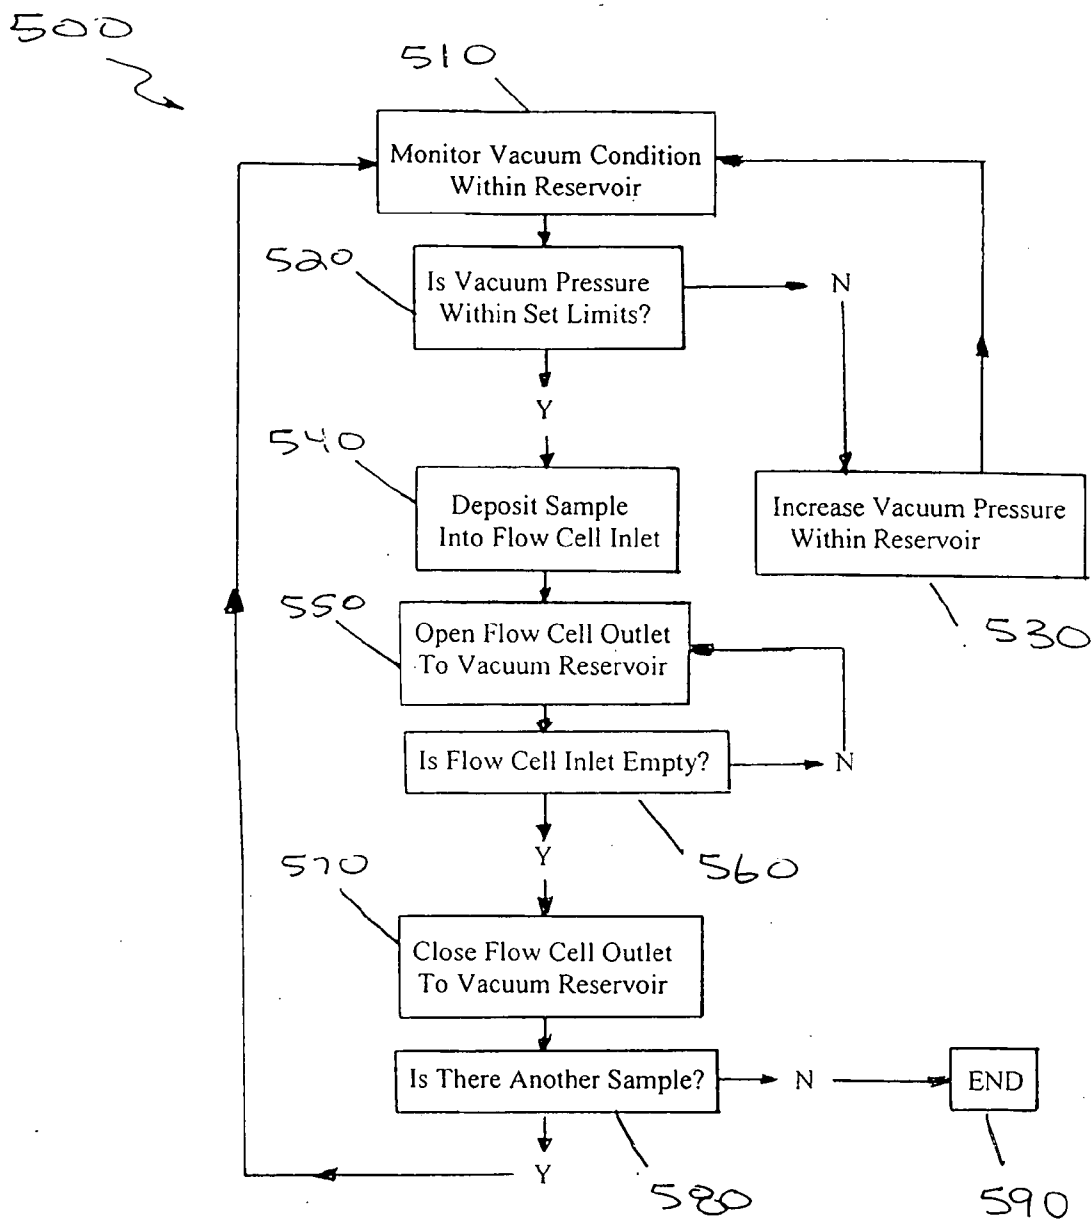 500
510
Monitor Vacuum Condition
Within Reservoir
520
Is Vacuum Pressure
Within Set Limits?
N
Y
540
Deposit Sample
Into Flow Cell Inlet
Increase Vacuum Pressure
Within Reservoir
530
550
Open Flow Cell Outlet
To Vacuum Reservoir
Is Flow Cell Inlet Empty?
N
Y
560
570
Close Flow Cell Outlet
To Vacuum Reservoir
Is There Another Sample?
N
END
Y
580
590